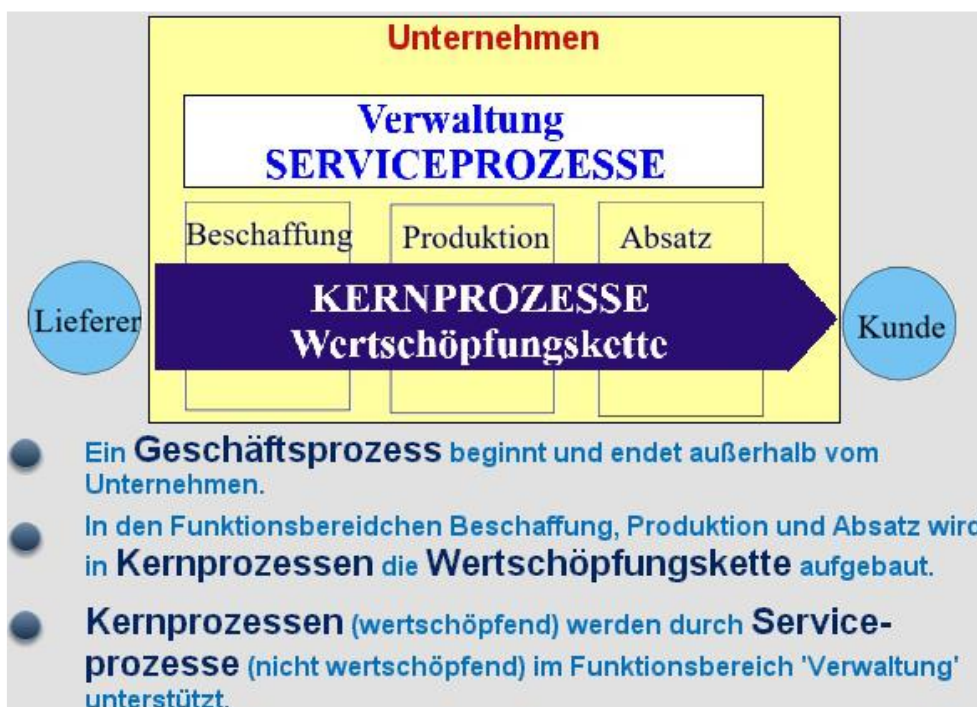 Unternehmen
Verwaltung
SERVICEPROZESSE
Beschaffung Produktion Absatz
Lieferer
KERNPROZESSE
Wertschöpfungskette
Kunde
Ein Geschäftsprozess beginnt und endet außerhalb vom
Unternehmen.
In den Funktionsbereidchen Beschaffung, Produktion und Absatz wird
in Kernprozessen die Wertschöpfungskette aufgebaut.
Kernprozessen (wertschöpfend) werden durch Service-
prozesse (nicht wertschöpfend) im Funktionsbereich 'Verwaltung'
unterstützt.